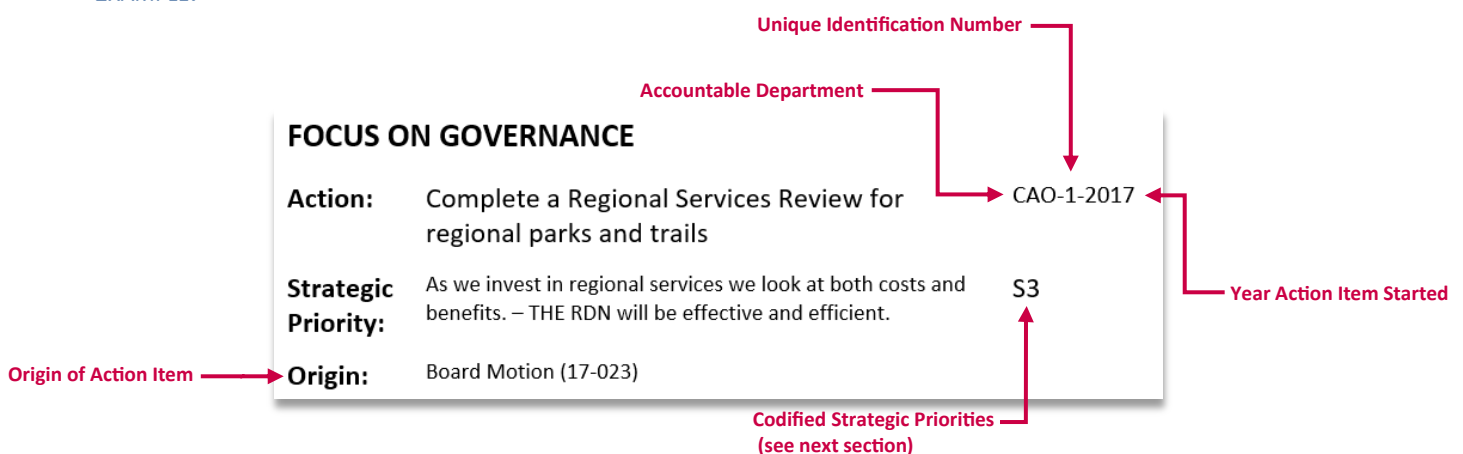 Unique Identification Number
Accountable Department
FOCUS ON GOVERNANCE
Action: Complete a Regional Services Review for CAO-1-2017
regional parks and trails
Strategic As we invest in regional services we look at both costs and S3
Priority: benefits. – THE RDN will be effective and efficient.
Year Action Item Started
Origin of Action Item Origin: Board Motion (17-023)
Codified Strategic Priorities
(see next section)